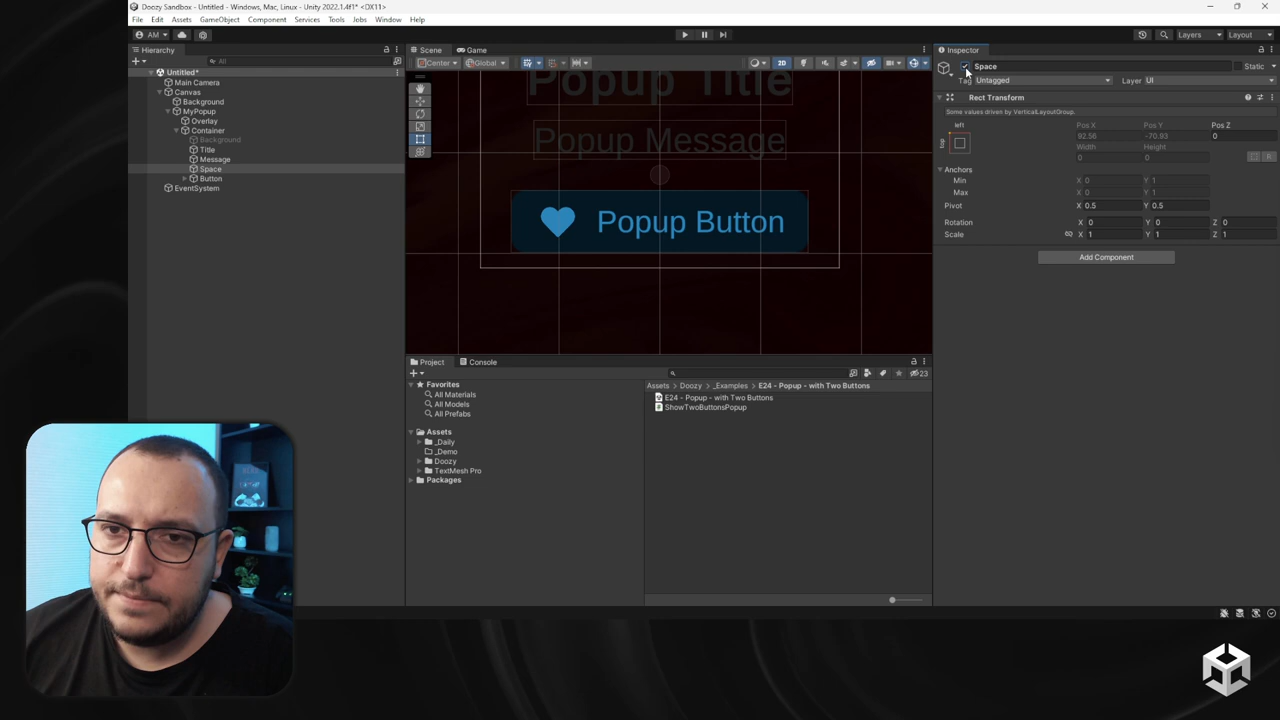 Doozy Sandbox - Untitled - Windows, Mac, Linux - Unity 2022.1.4f1* <DX11>
File Edit Assets GameObject Component Services Tools Jobs Window Help
AM
Layers Layout
Hierarchy
Scene Game
Inspector
All
Center Global
2D
Space
Static
Tag Untagged
Layer UI
Untitled*
Main Camera
Canvas
Background
MyPopup
Overlay
Container
Background
Title
Message
Space
Button
EventSystem
Popup Title
Popup Message
Popup Button
Rect Transform
Some values driven by VerticalLayoutGroup.
left
top
Pos X Pos Y Pos Z
92.56 -70.93 0
Width Height
0 0
R
Anchors
Min X 0 Y 1
Max X 0 Y 1
Pivot X 0.5 Y 0.5
Rotation X 0 Y 0 Z 0
Scale X 1 Y 1 Z 1
Add Component
Project Console
23
Favorites
All Materials
All Models
All Prefabs
Assets
_Daily
_Demo
Doozy
TextMesh Pro
Packages
Assets > Doozy > _Examples > E24 - Popup - with Two Buttons
E24 - Popup - with Two Buttons
ShowTwoButtonsPopup